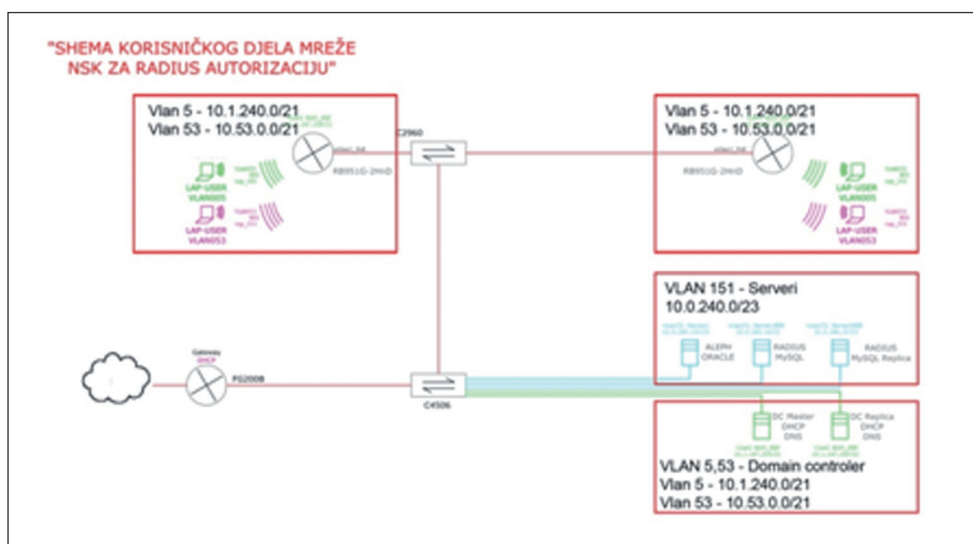 "SHEMA KORISNIČKOG DJELA MREŽE
NSK ZA RADIUS AUTORIZACIJU"
Vlan 5 - 10.1.240.0/21
Vlan 53 - 10.53.0.0/21
RB951G-2HnD
LAP-USER
VLAN005
LAP-USER
VLAN053
C2960
Vlan 5 - 10.1.240.0/21
Vlan 53 - 10.53.0.0/21
RB951G-2HnD
LAP-USER
VLAN005
LAP-USER
VLAN053
VLAN 151 - Serveri
10.0.240.0/23
ALEPH
ORACLE
RADIUS
MySQL
RADIUS
MySQL Replica
Gateway
DHCP
FG200B
C4506
DC Master
DHCP
DNS
DC Replica
DHCP
DNS
VLAN 5,53 - Domain controler
Vlan 5 - 10.1.240.0/21
Vlan 53 - 10.53.0.0/21